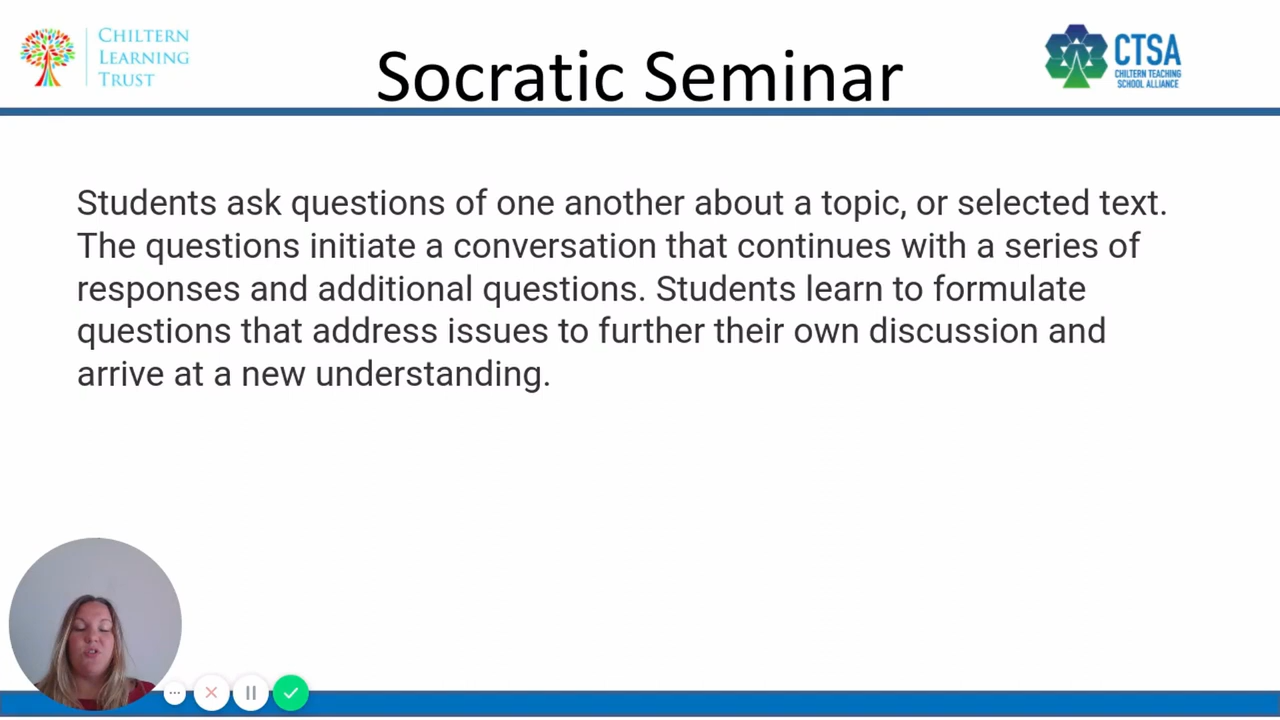 CHILTERN
LEARNING
TRUST
Socratic Seminar
CTSA
CHILTERN TEACHING
SCHOOL ALLIANCE
Students ask questions of one another about a topic, or selected text.
The questions initiate a conversation that continues with a series of
responses and additional questions. Students learn to formulate
questions that address issues to further their own discussion and
arrive at a new understanding.